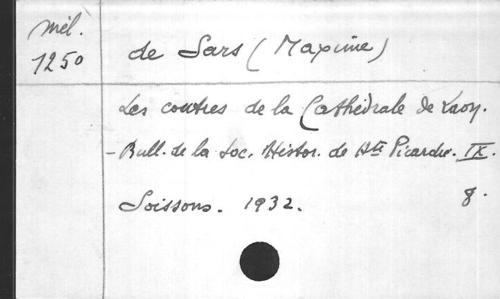 Mél.
1250
de Sars (Maxime)
Les coutres de la Cathédrale de Laon.
- Bull. de la Soc. Histor. de Hte Picardie. IX.
Soissons. 1932. 8.